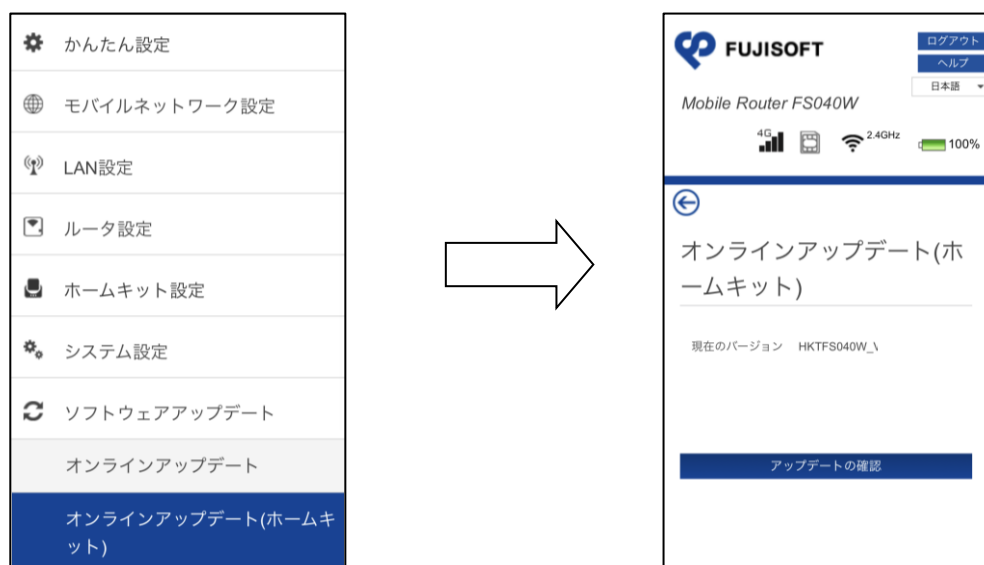 かんたん設定
モバイルネットワーク設定
LAN設定
ルータ設定
ホームキット設定
システム設定
ソフトウェアアップデート
オンラインアップデート
オンラインアップデート(ホームキ
ット)
FUJISOFT
ログアウト
ヘルプ
日本語
Mobile Router FS040W
4G
2.4GHz
100%
オンラインアップデート(ホ
ームキット)
現在のバージョン HKTFS040W_
アップデートの確認